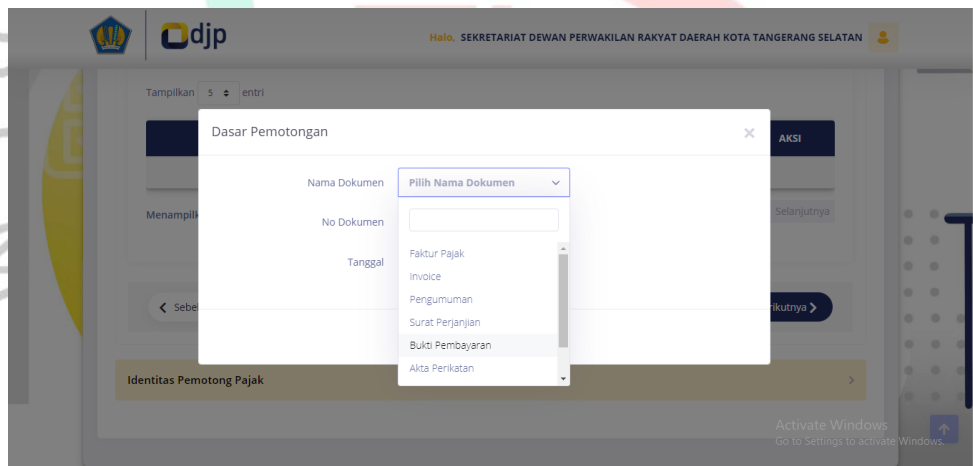 djp
Halo, SEKRETARIAT DEWAN PERWAKILAN RAKYAT DAERAH KOTA TANGERANG SELATAN
Tampilkan 5 entri
Dasar Pemotongan
AKSI
Nama Dokumen Pilih Nama Dokumen
Menampilk
No Dokumen
Selanjutnya
Tanggal
Faktur Pajak
Invoice
Pengumuman
Surat Perjanjian
Bukti Pembayaran
Akta Perikatan
Sebel
rikutnya
Identitas Pemotong Pajak
Activate Windows
Go to Settings to activate Windows.